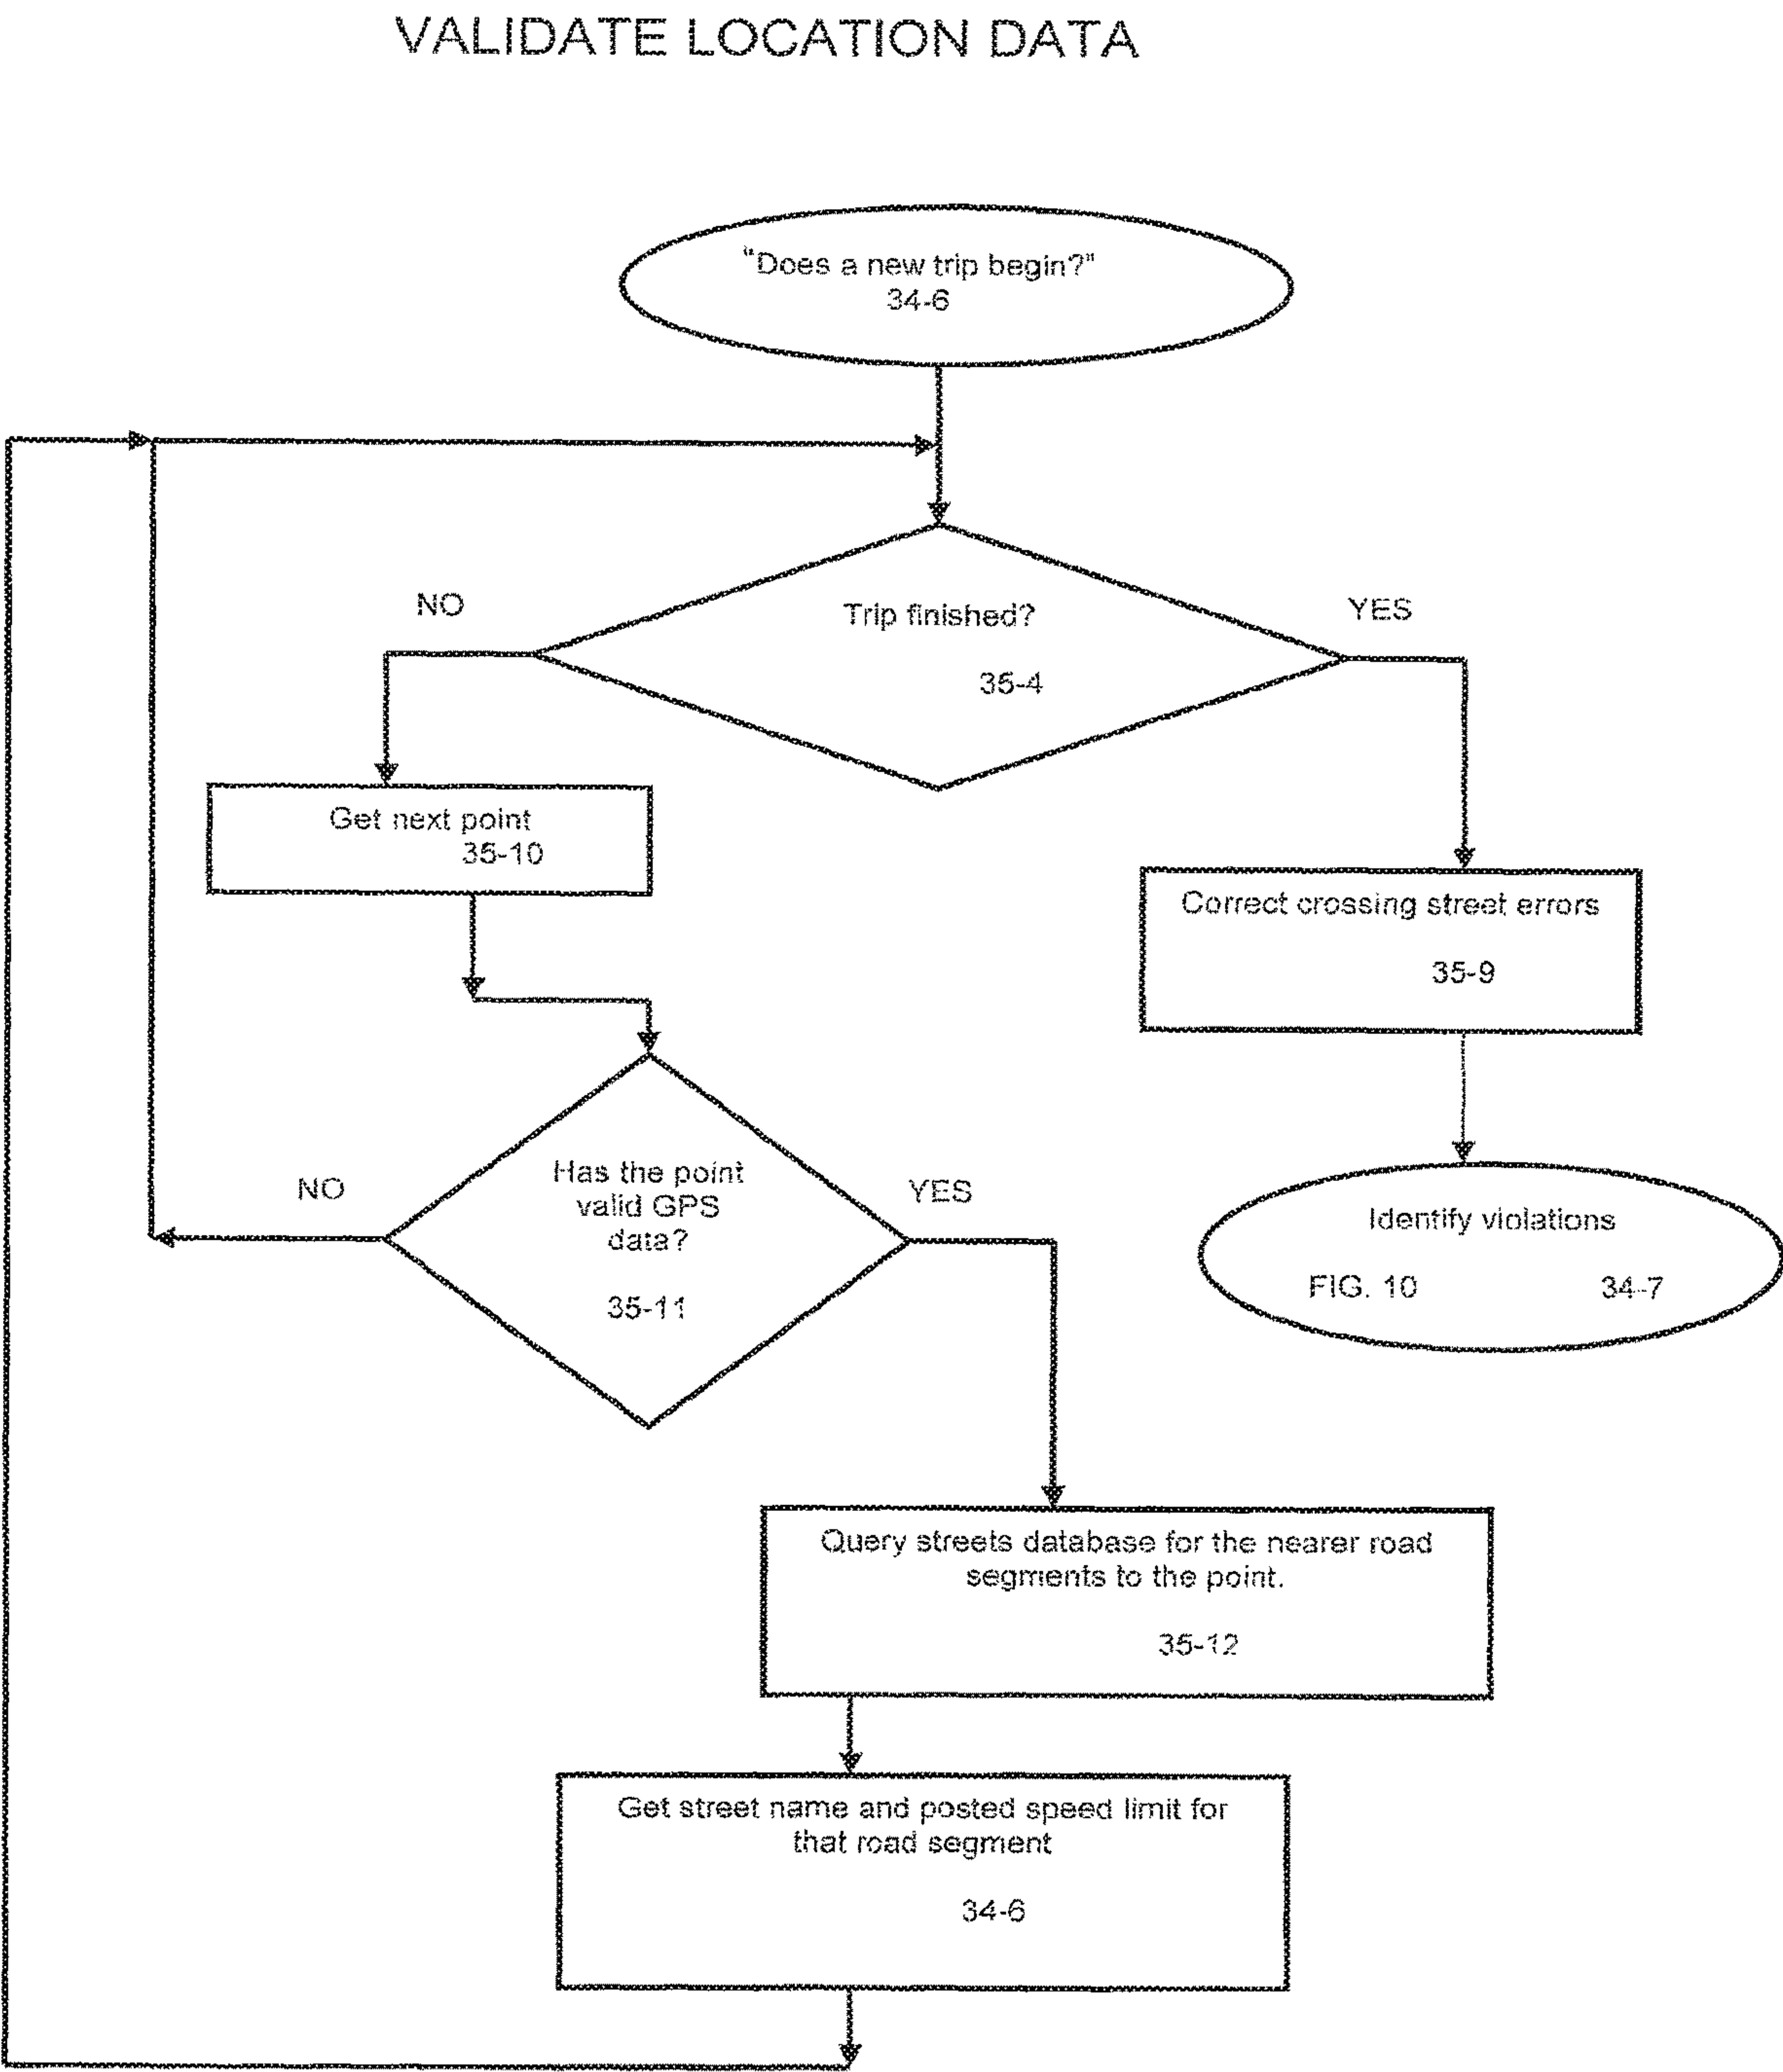 VALIDATE LOCATION DATA
"Does a new trip begin?"
34-6
NO
Trip finished?
YES
35-4
Get next point
35-10
Correct crossing street errors
35-9
NO
Has the point
valid GPS
data?
35-11
YES
Identify violations
FIG. 10 34-7
Query streets database for the nearer road
segments to the point.
35-12
Get street name and posted speed limit for
that road segment
34-6